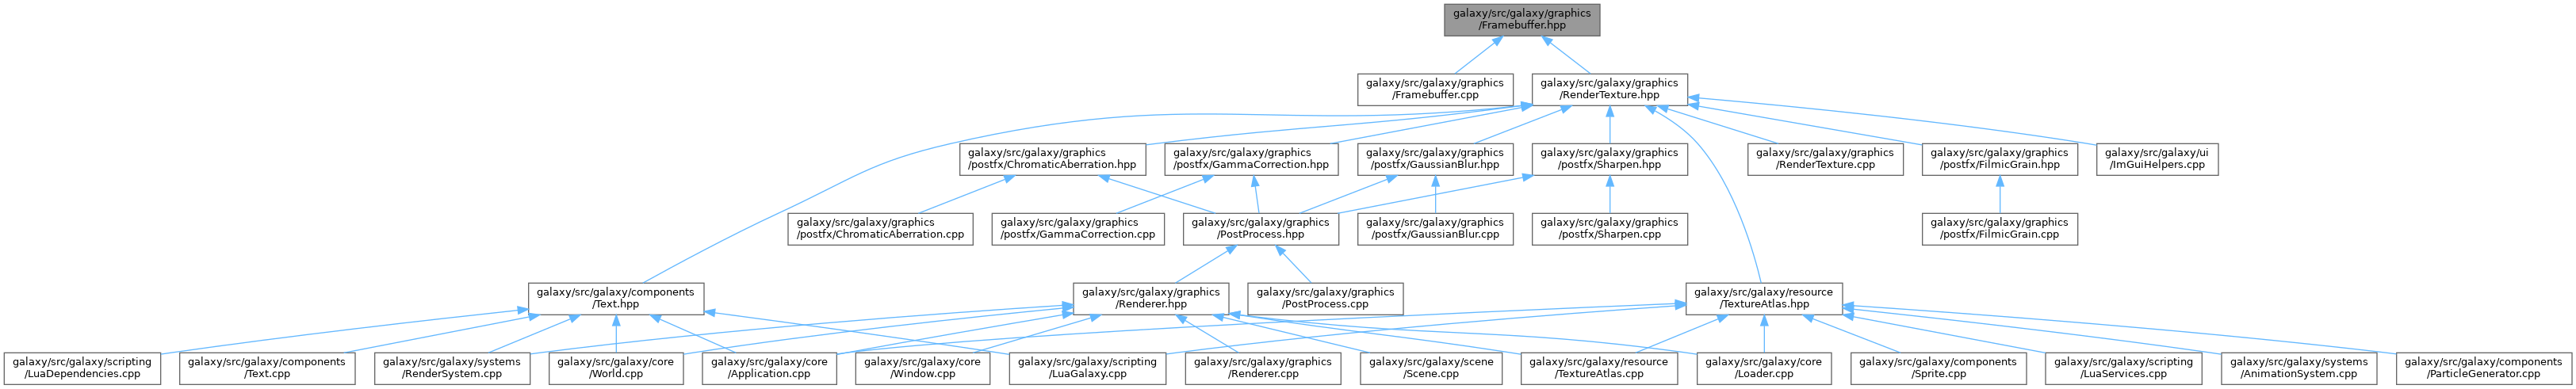 galaxy/src/galaxy/graphics
/Framebuffer.hpp
galaxy/src/galaxy/graphics
/Framebuffer.cpp
galaxy/src/galaxy/graphics
/RenderTexture.hpp
galaxy/src/galaxy/graphics
/postfx/ChromaticAberration.hpp
galaxy/src/galaxy/graphics
/postfx/GammaCorrection.hpp
galaxy/src/galaxy/graphics
/postfx/GaussianBlur.hpp
galaxy/src/galaxy/graphics
/postfx/Sharpen.hpp
galaxy/src/galaxy/graphics
/RenderTexture.cpp
galaxy/src/galaxy/graphics
/postfx/FilmicGrain.hpp
galaxy/src/galaxy/ui
/ImGuiHelpers.cpp
galaxy/src/galaxy/graphics
/postfx/ChromaticAberration.cpp
galaxy/src/galaxy/graphics
/postfx/GammaCorrection.cpp
galaxy/src/galaxy/graphics
/PostProcess.hpp
galaxy/src/galaxy/graphics
/postfx/GaussianBlur.cpp
galaxy/src/galaxy/graphics
/postfx/Sharpen.cpp
galaxy/src/galaxy/graphics
/postfx/FilmicGrain.cpp
galaxy/src/galaxy/components
/Text.hpp
galaxy/src/galaxy/graphics
/Renderer.hpp
galaxy/src/galaxy/graphics
/PostProcess.cpp
galaxy/src/galaxy/resource
/TextureAtlas.hpp
galaxy/src/galaxy/scripting
/LuaDependencies.cpp
galaxy/src/galaxy/components
/Text.cpp
galaxy/src/galaxy/systems
/RenderSystem.cpp
galaxy/src/galaxy/core
/World.cpp
galaxy/src/galaxy/core
/Application.cpp
galaxy/src/galaxy/core
/Window.cpp
galaxy/src/galaxy/scripting
/LuaGalaxy.cpp
galaxy/src/galaxy/graphics
/Renderer.cpp
galaxy/src/galaxy/scene
/Scene.cpp
galaxy/src/galaxy/resource
/TextureAtlas.cpp
galaxy/src/galaxy/core
/Loader.cpp
galaxy/src/galaxy/components
/Sprite.cpp
galaxy/src/galaxy/scripting
/LuaServices.cpp
galaxy/src/galaxy/systems
/AnimationSystem.cpp
galaxy/src/galaxy/components
/ParticleGenerator.cpp